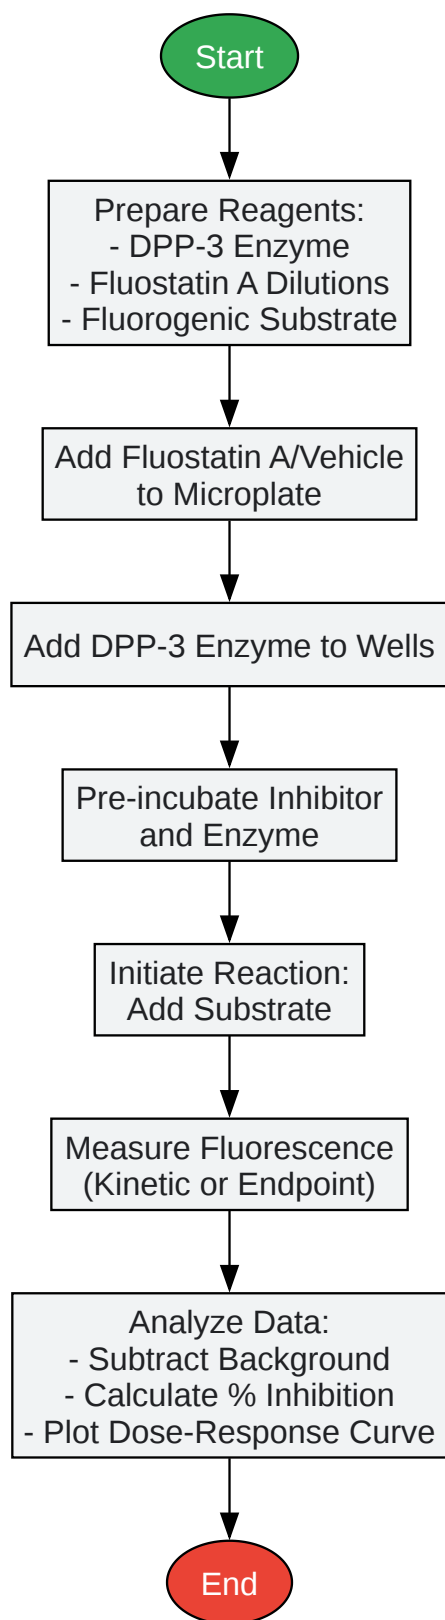 Start
Prepare Reagents:
- DPP-3 Enzyme
- Fluostatin A Dilutions
- Fluorogenic Substrate
Add Fluostatin A/Vehicle
to Microplate
Add DPP-3 Enzyme to Wells
Pre-incubate Inhibitor
and Enzyme
Initiate Reaction:
Add Substrate
Measure Fluorescence
(Kinetic or Endpoint)
Analyze Data:
- Subtract Background
- Calculate % Inhibition
- Plot Dose-Response Curve
End